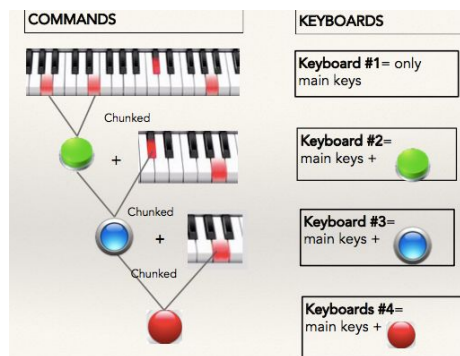 COMMANDS
KEYBOARDS
Keyboard #1= only
main keys
Chunked
+
Keyboard #2=
main keys +
Chunked
+
Keyboard #3=
main keys +
Chunked
Keyboards #4=
main keys +